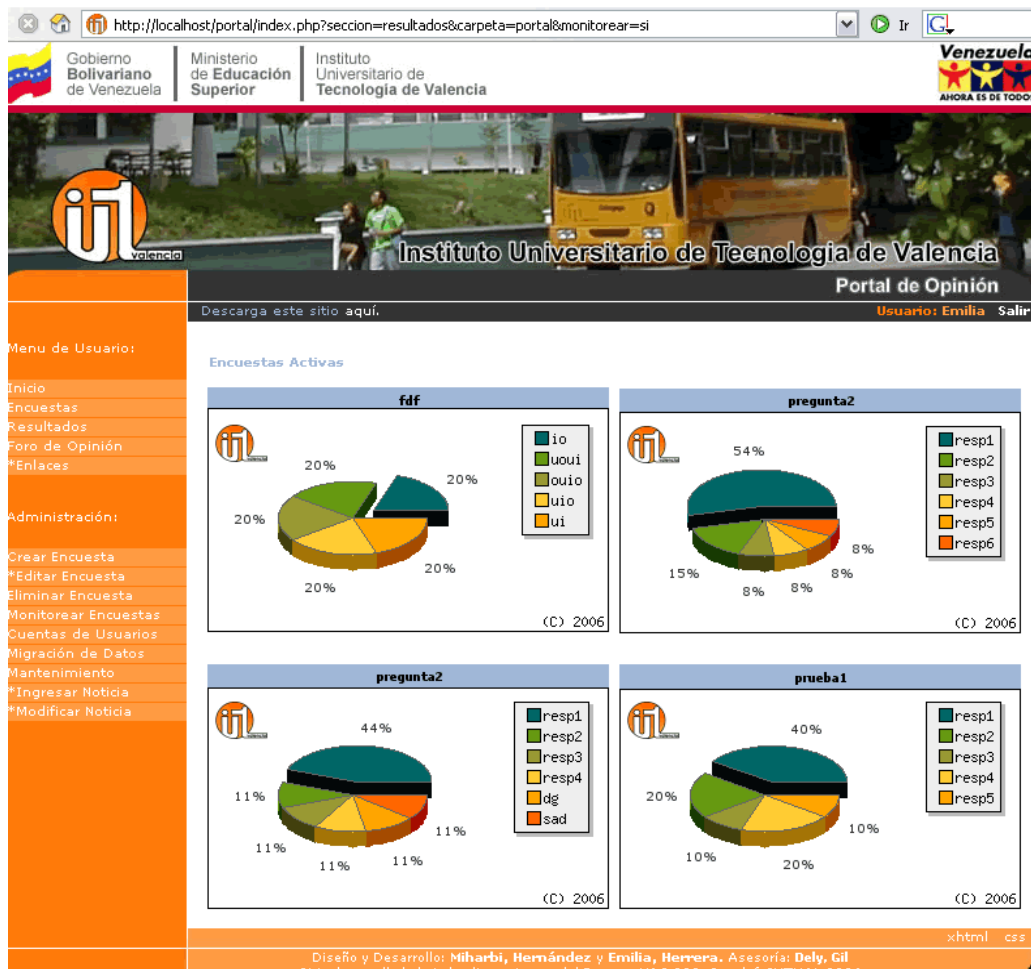 http://localhost/portal/index.php?seccion=resultados&carpeta=portal&monitorear=si
Ir
Gobierno
Bolivariano
de Venezuela
Ministerio
de Educación
Superior
Instituto
Universitario de
Tecnología de Valencia
Venezuela
AHORA ES DE TODOS
valencia
Instituto Universitario de Tecnologia de Valencia
Portal de Opinión
Descarga este sitio aquí.
Usuario: Emilia Salir
Menu de Usuario:
Inicio
Encuestas
Resultados
Foro de Opinión
*Enlaces
Administración:
Crear Encuesta
*Editar Encuesta
Eliminar Encuesta
Monitorear Encuestas
Cuentas de Usuarios
Migración de Datos
Mantenimiento
*Ingresar Noticia
*Modificar Noticia
Encuestas Activas
fdf
20%
20%
20%
20%
20%
io
uoui
ouio
uio
ui
(C) 2006
pregunta2
54%
15%
8%
8%
8%
8%
resp1
resp2
resp3
resp4
resp5
resp6
(C) 2006
pregunta2
44%
11%
11%
11%
11%
11%
resp1
resp2
resp3
resp4
dg
sad
(C) 2006
prueba1
40%
20%
10%
20%
10%
resp1
resp2
resp3
resp4
resp5
(C) 2006
xhtml css
Diseño y Desarrollo: Miharbi, Hernández y Emilia, Herrera. Asesoría: Dely, Gil